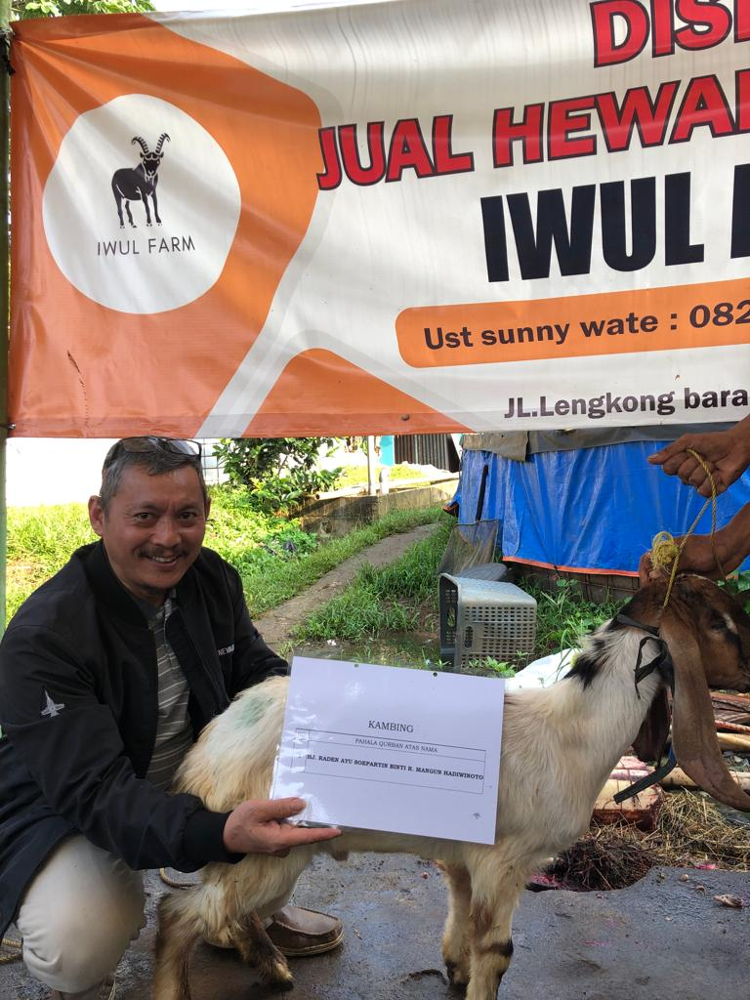 DIS
JUAL HEWA
IWUL
IWUL FARM
Ust sunny wate : 082
JL.Lengkong bara
KAMBING
PAHALA QURBAN ATAS NAMA
HJ. RADEN AYU SOEPARTIN BINTI R. MANGUN HADIWINOTO